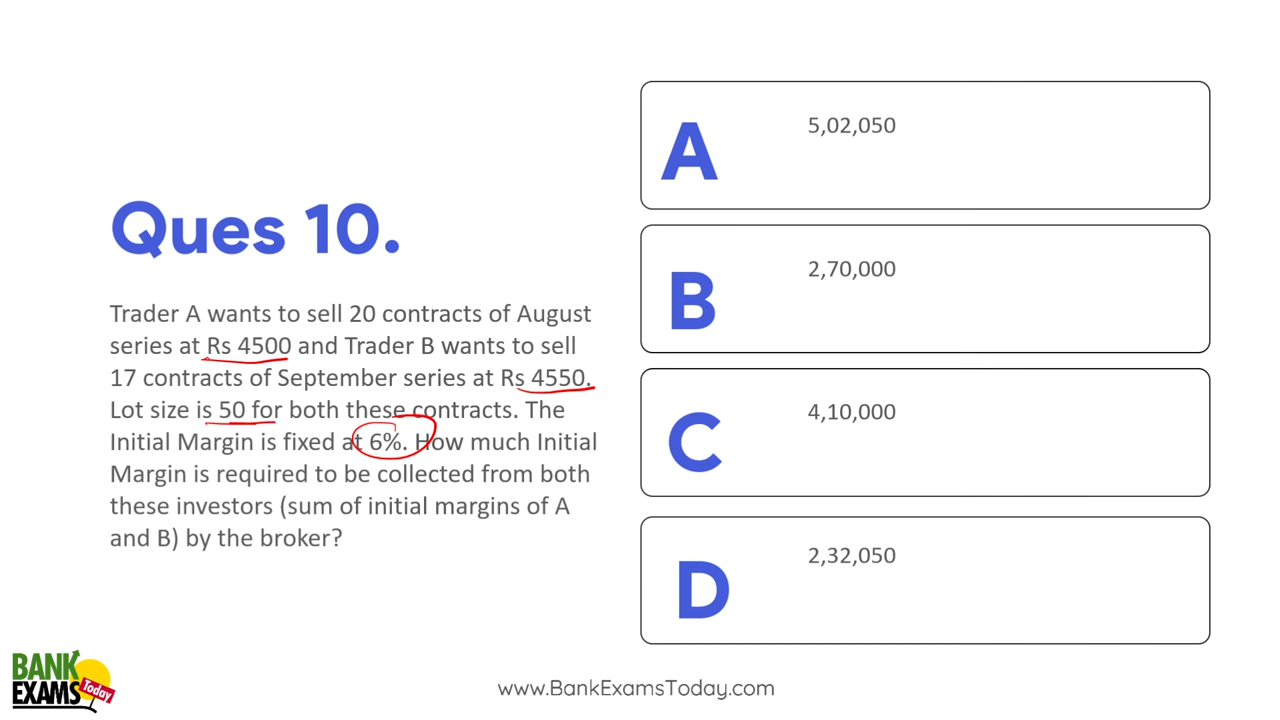 Ques 10.
Trader A wants to sell 20 contracts of August
series at Rs 4500 and Trader B wants to sell
17 contracts of September series at Rs 4550.
Lot size is 50 for both these contracts. The
Initial Margin is fixed at 6%. How much Initial
Margin is required to be collected from both
these investors (sum of initial margins of A
and B) by the broker?
A 5,02,050
B 2,70,000
C 4,10,000
D 2,32,050
BANK
EXAMS Today
www.BankExamsToday.com